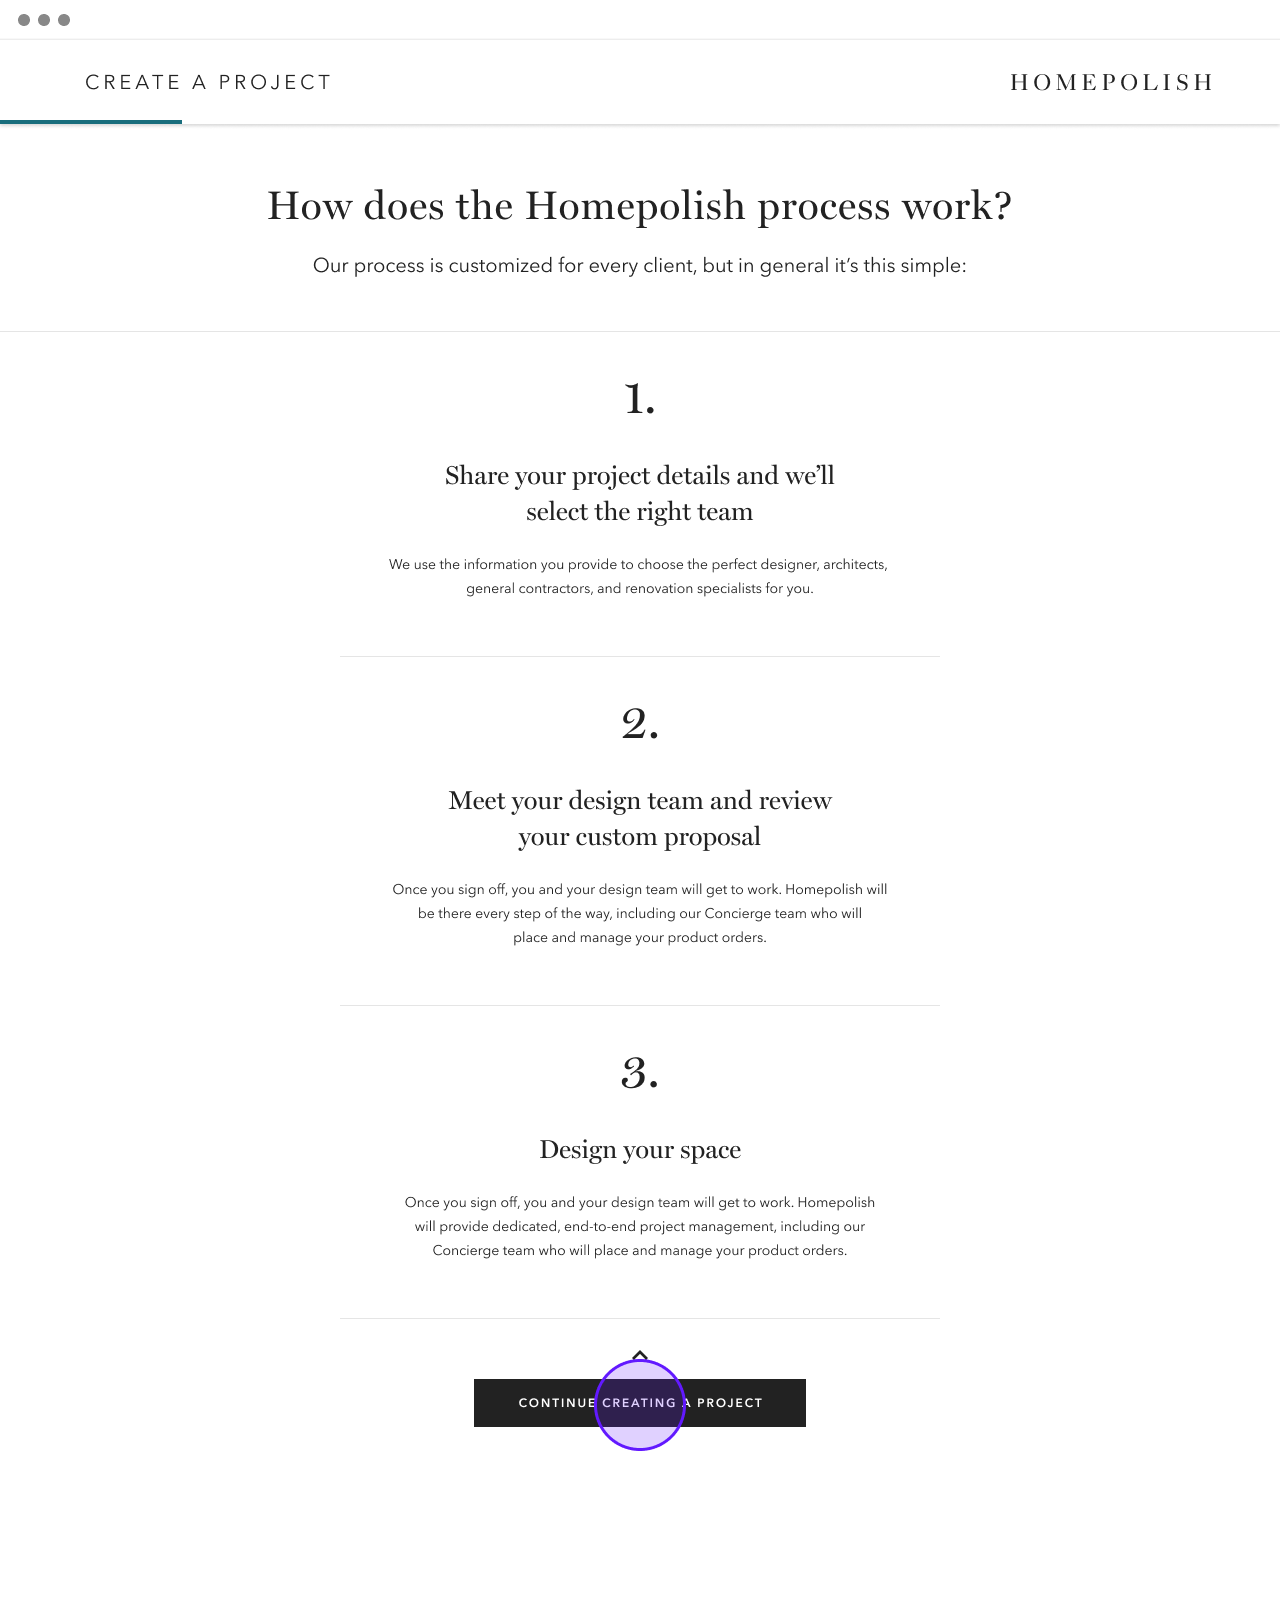 CREATE A PROJECT
HOMEPOLISH
How does the Homepolish process work?
Our process is customized for every client, but in general it’s this simple:
1.
Share your project details and we’ll
select the right team
We use the information you provide to choose the perfect designer, architects,
general contractors, and renovation specialists for you.
2.
Meet your design team and review
your custom proposal
Once you sign off, you and your design team will get to work. Homepolish will
be there every step of the way, including our Concierge team who will
place and manage your product orders.
3.
Design your space
Once you sign off, you and your design team will get to work. Homepolish
will provide dedicated, end-to-end project management, including our
Concierge team who will place and manage your product orders.
CONTINUE CREATING A PROJECT